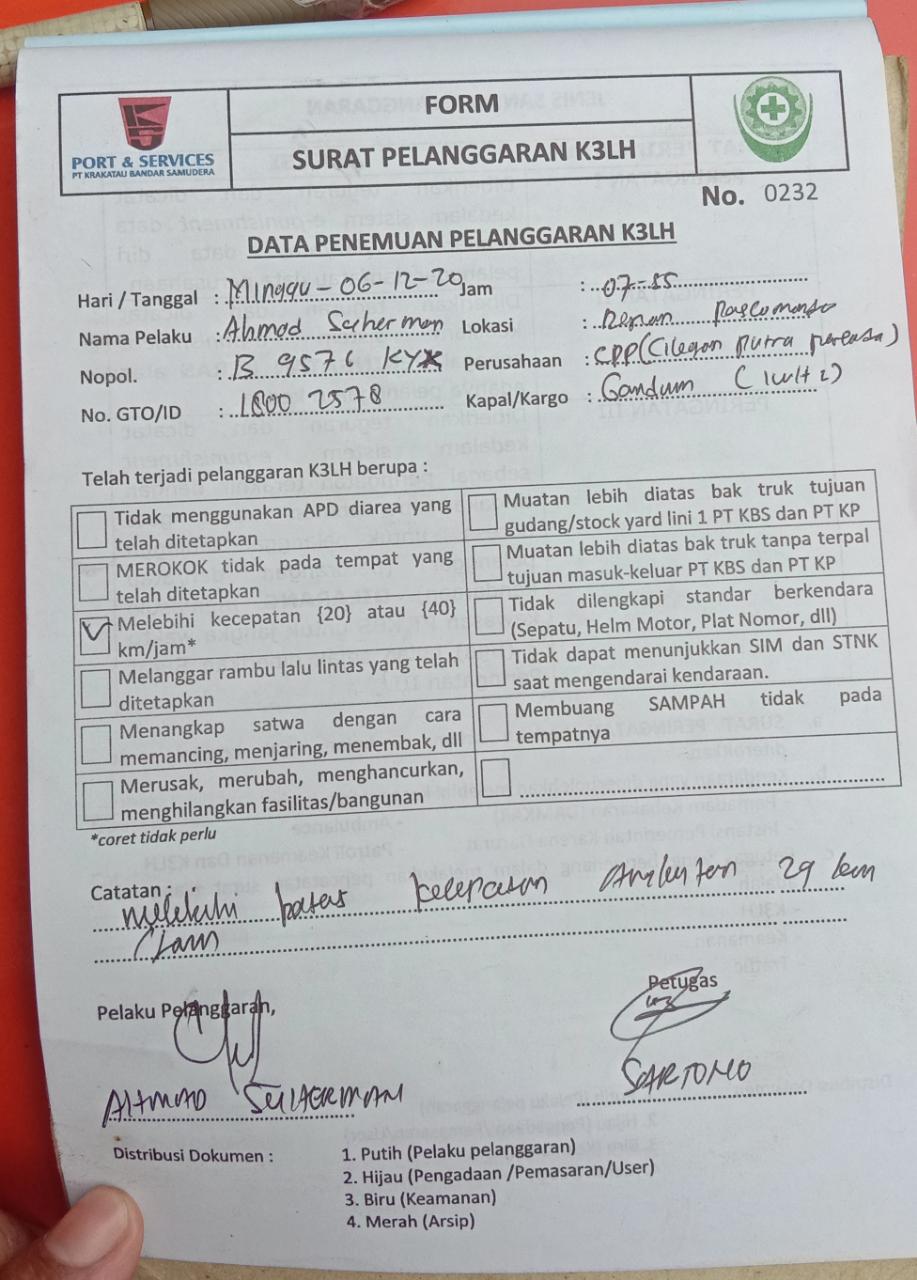 PORT & SERVICES
PT KRAKATAU BANDAR SAMUDERA
FORM
SURAT PELANGGARAN K3LH
No. 0232
DATA PENEMUAN PELANGGARAN K3LH
Hari / Tanggal : Minggu - 06-12-20 Jam : 07-55
Nama Pelaku : Ahmad Suherman Lokasi : Depan
Nopol. : B 9576 KYX Perusahaan : CPP (Cilegon putra perkasa)
No. GTO/ID : 1800 2578 Kapal/Kargo : Gandum
Telah terjadi pelanggaran K3LH berupa :
Tidak menggunakan APD diarea yang
telah ditetapkan
Muatan lebih diatas bak truk tujuan
gudang/stock yard lini 1 PT KBS dan PT KP
MEROKOK tidak pada tempat yang
telah ditetapkan
Muatan lebih diatas bak truk tanpa terpal
tujuan masuk-keluar PT KBS dan PT KP
Melebihi kecepatan {20} atau {40}
km/jam*
Tidak dilengkapi standar berkendara
(Sepatu, Helm Motor, Plat Nomor, dll)
Melanggar rambu lalu lintas yang telah
ditetapkan
Tidak dapat menunjukkan SIM dan STNK
saat mengendarai kendaraan.
Menangkap satwa dengan cara
memancing, menjaring, menembak, dll
Membuang SAMPAH tidak pada
tempatnya
Merusak, merubah, menghancurkan,
menghilangkan fasilitas/bangunan
*coret tidak perlu
Catatan :
Melebihi batas kecepatan 29 km
/Jam
Pelaku Pelanggaran,
Petugas
AHMAD SUHERMAN
SARTONO
Distribusi Dokumen :
1. Putih (Pelaku pelanggaran)
2. Hijau (Pengadaan /Pemasaran/User)
3. Biru (Keamanan)
4. Merah (Arsip)